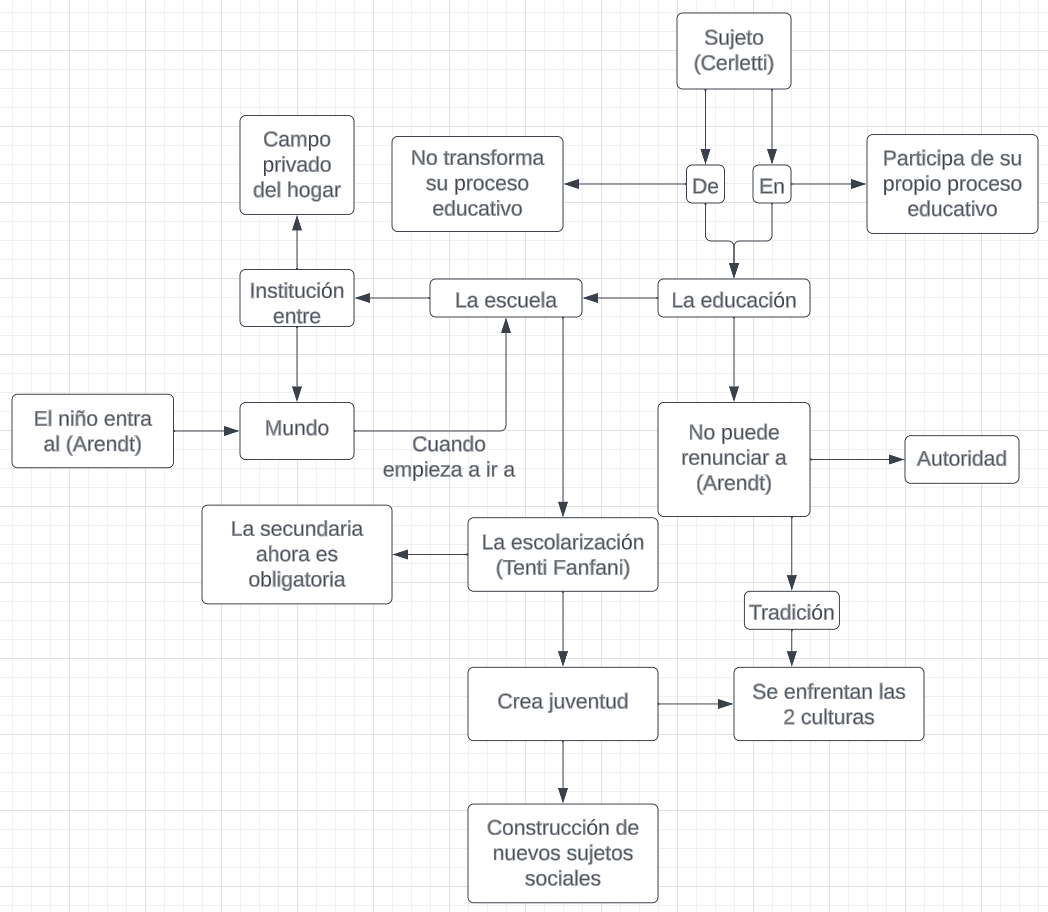 Sujeto
(Cerletti)
Campo
privado
del hogar
No transforma
su proceso
educativo
De
En
Participa de su
propio proceso
educativo
Institución
entre
La escuela
La educación
El niño entra
al (Arendt)
Mundo
Cuando
empieza a ir a
No puede
renunciar a
(Arendt)
Autoridad
La secundaria
ahora es
obligatoria
La escolarización
(Tenti Fanfani)
Tradición
Crea juventud
Se enfrentan las
2 culturas
Construcción de
nuevos sujetos
sociales